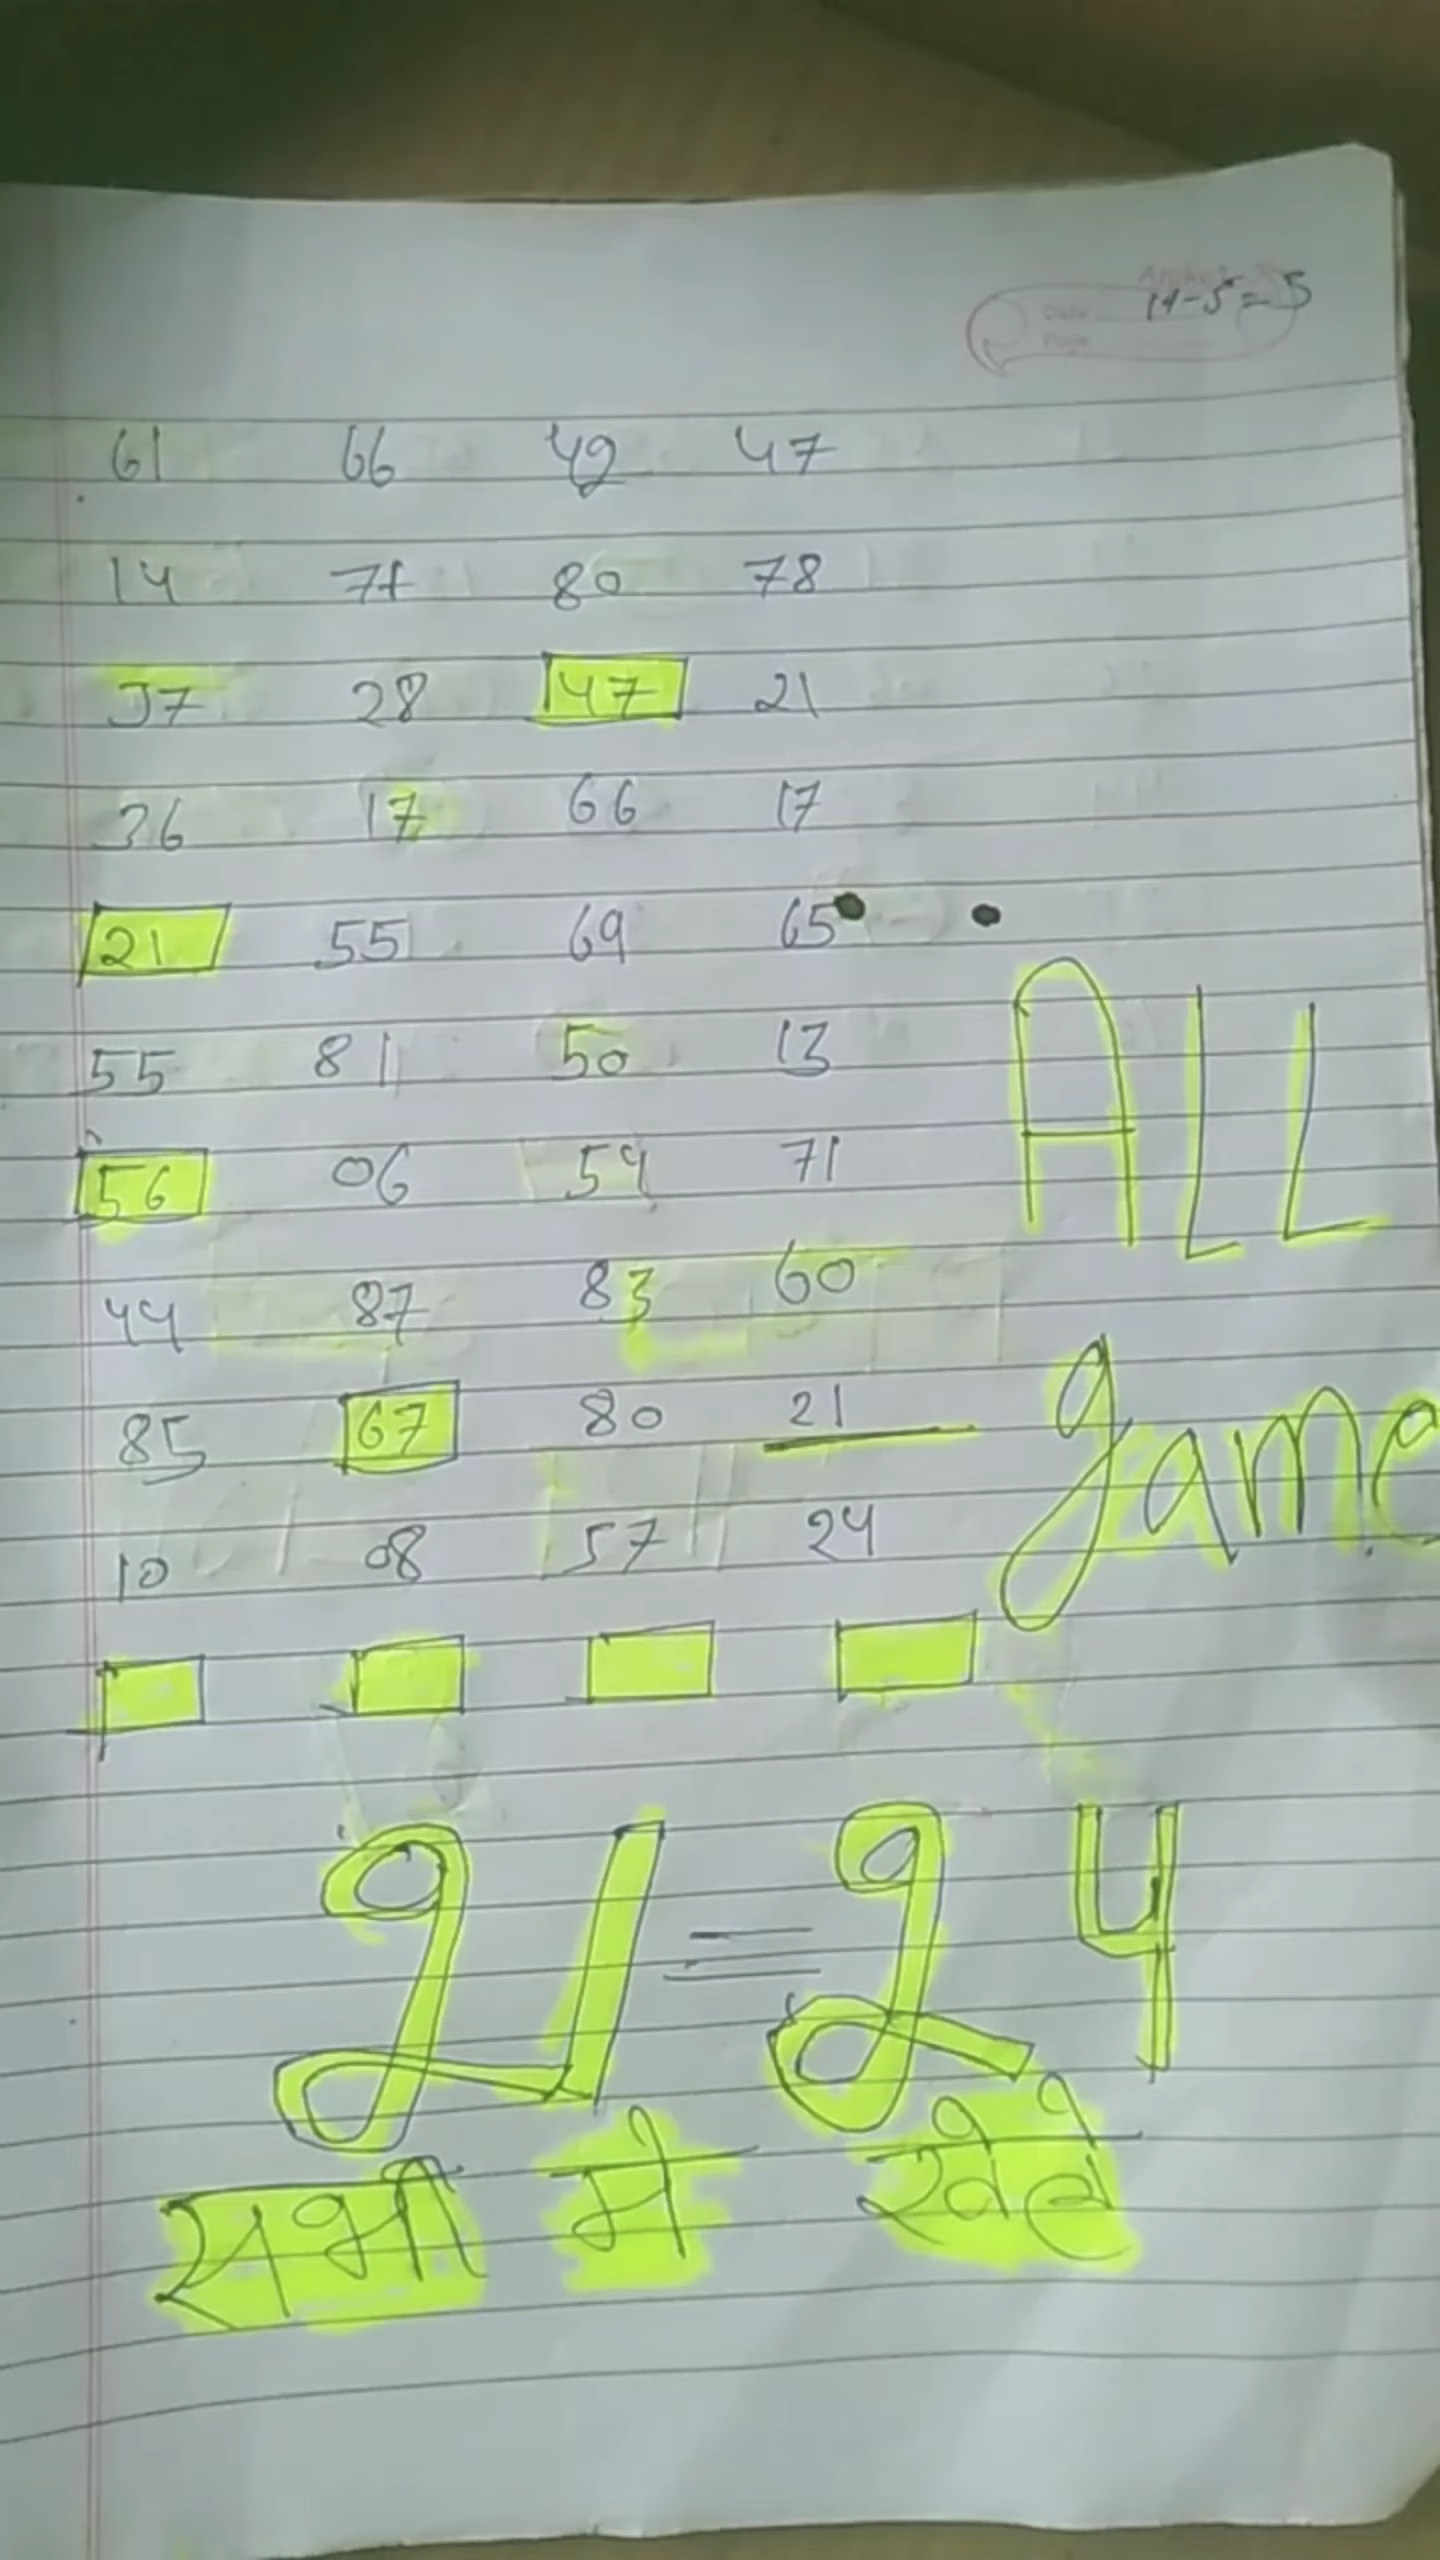 14-5=5
61 66 49 47
14 71 80 78
37 28 47 21
36 17 66 17
21 55 69 65
55 81 50 13
56 06 59 71
44 87 83 60
85 67 80 21
10 08 57 24
ALL
game
21 = 24
सभी में खेले